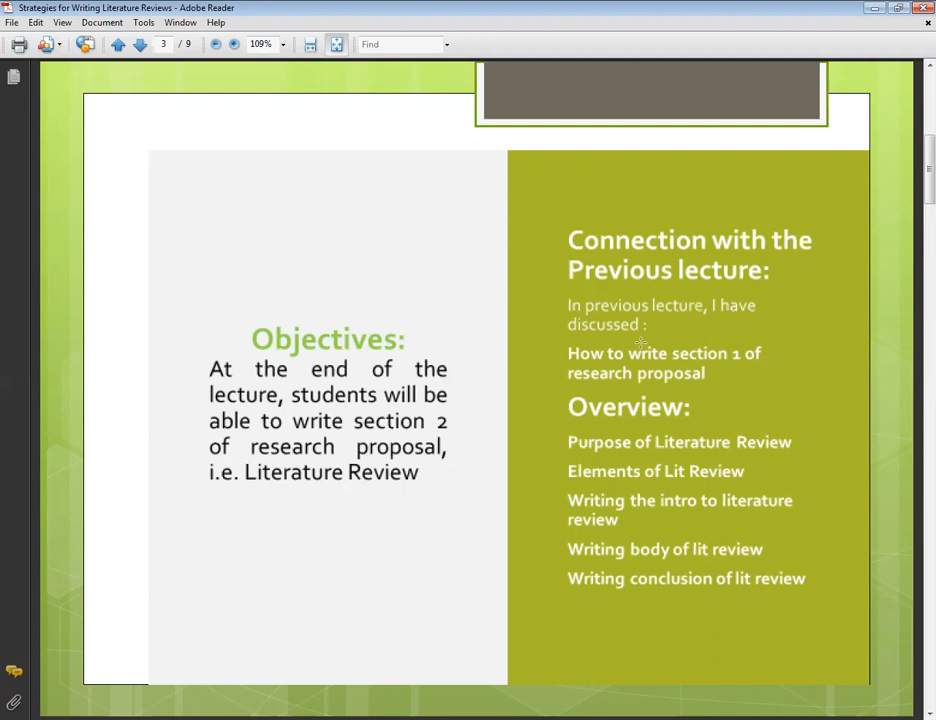 Strategies for Writing Literature Reviews - Adobe Reader
File Edit View Document Tools Window Help
3 / 9 109% Find
Objectives:
At the end of the
lecture, students will be
able to write section 2
of research proposal,
i.e. Literature Review
Connection with the
Previous lecture:
In previous lecture, I have
discussed :
How to write section 1 of
research proposal
Overview:
Purpose of Literature Review
Elements of Lit Review
Writing the intro to literature
review
Writing body of lit review
Writing conclusion of lit review